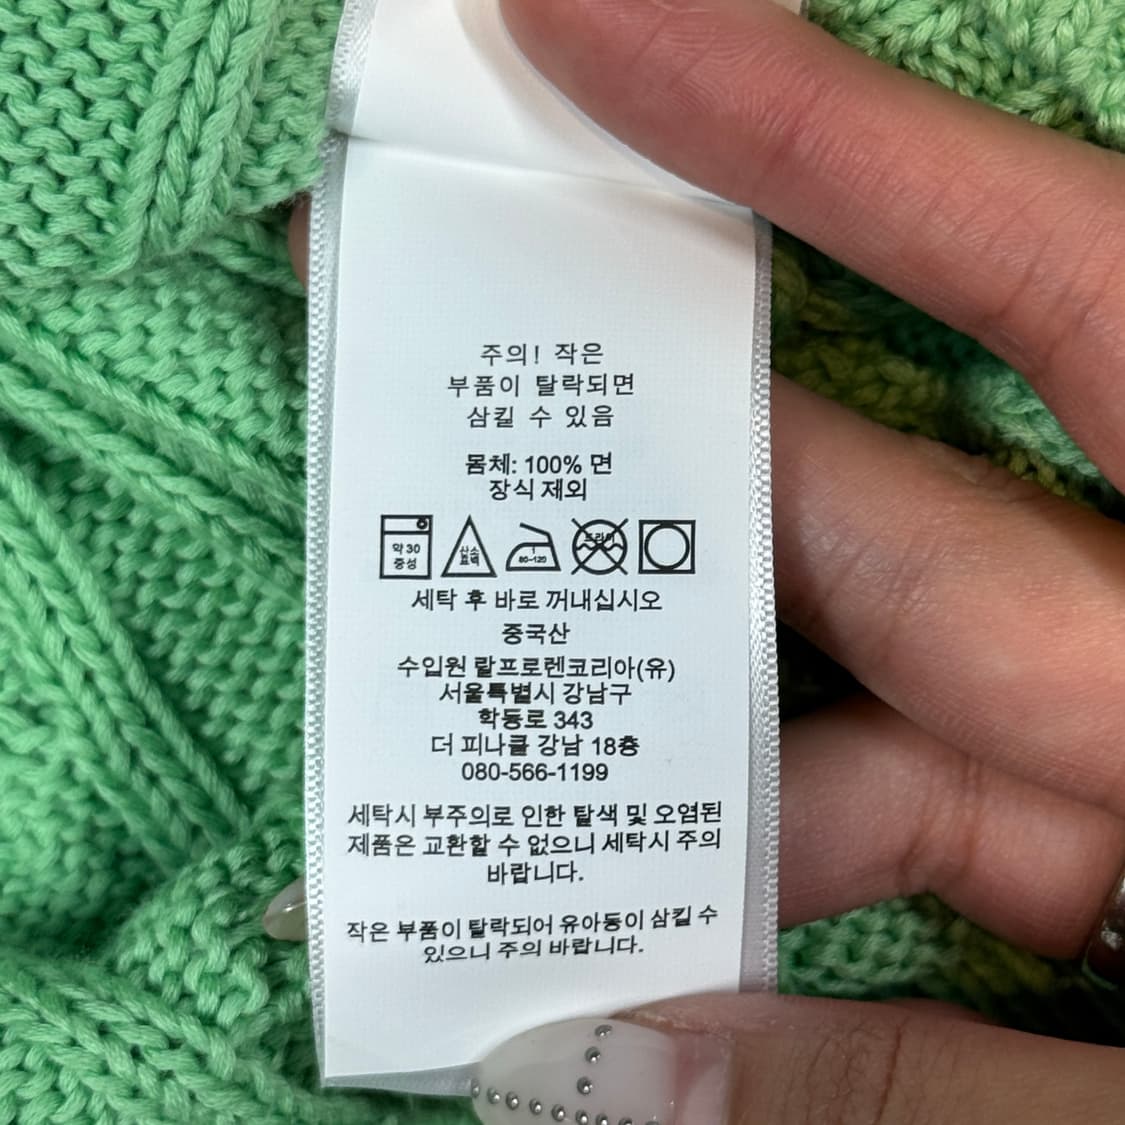 주의! 작은
부품이 탈락되면
삼킬 수 있음
몸체: 100% 면
장식 제외
약 30
중성
산소
표백
1
80-120
드라이
세탁 후 바로 꺼내십시오
중국산
수입원 랄프로렌코리아(유)
서울특별시 강남구
학동로 343
더 피나클 강남 18층
080-566-1199
세탁시 부주의로 인한 탈색 및 오염된
제품은 교환할 수 없으니 세탁시 주의
바랍니다.
작은 부품이 탈락되어 유아동이 삼킬 수
있으니 주의 바랍니다.